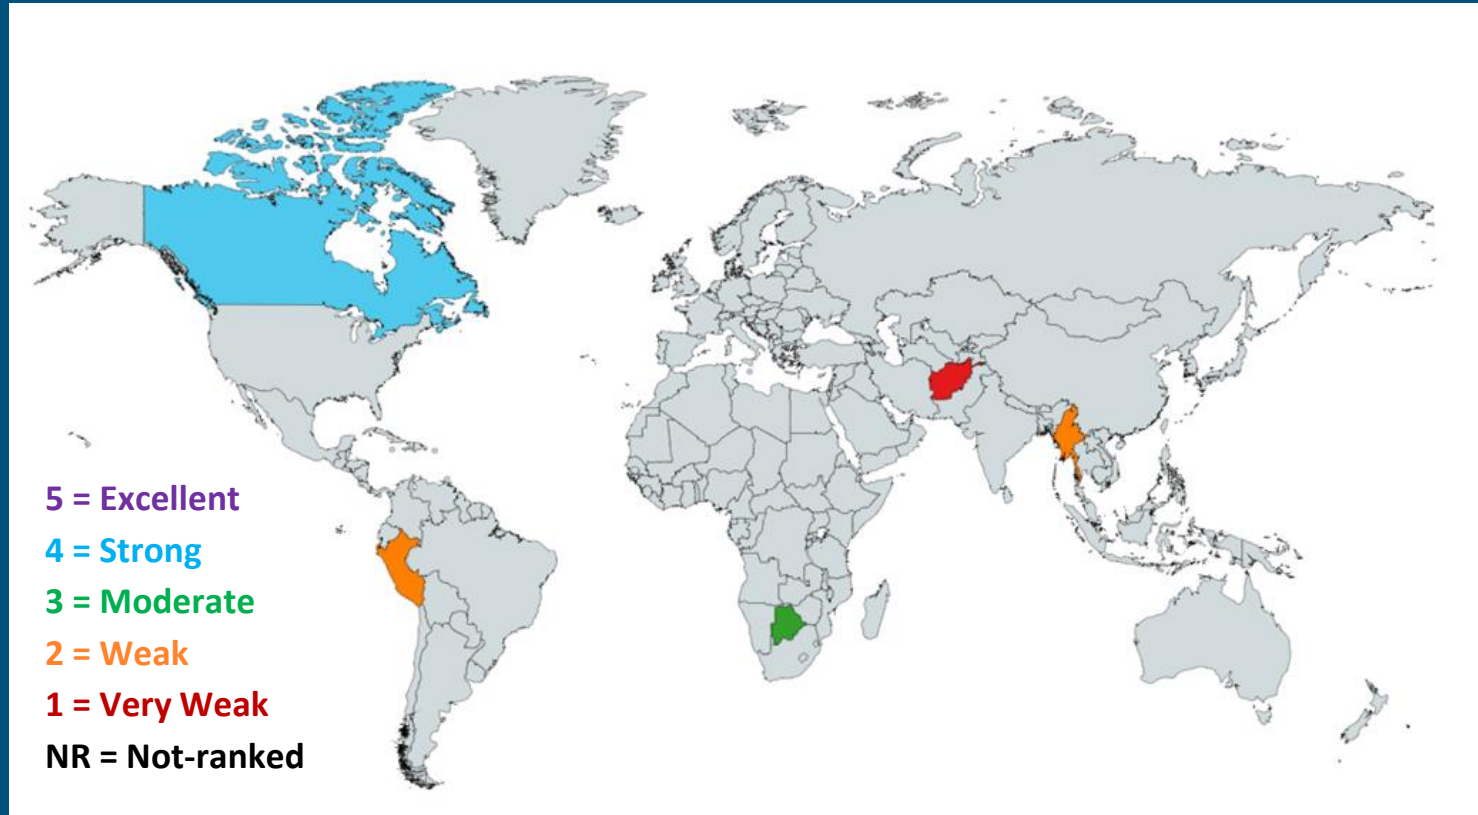 5 = Excellent
4 = Strong
3 = Moderate
2 = Weak
1 = Very Weak
NR = Not-ranked